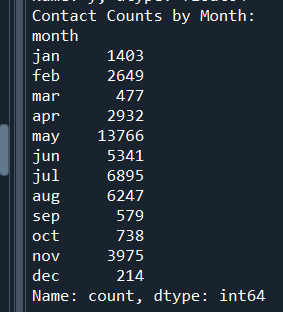 Contact Counts by Month:
month
jan 1403
feb 2649
mar 477
apr 2932
may 13766
jun 5341
jul 6895
aug 6247
sep 579
oct 738
nov 3975
dec 214
Name: count, dtype: int64